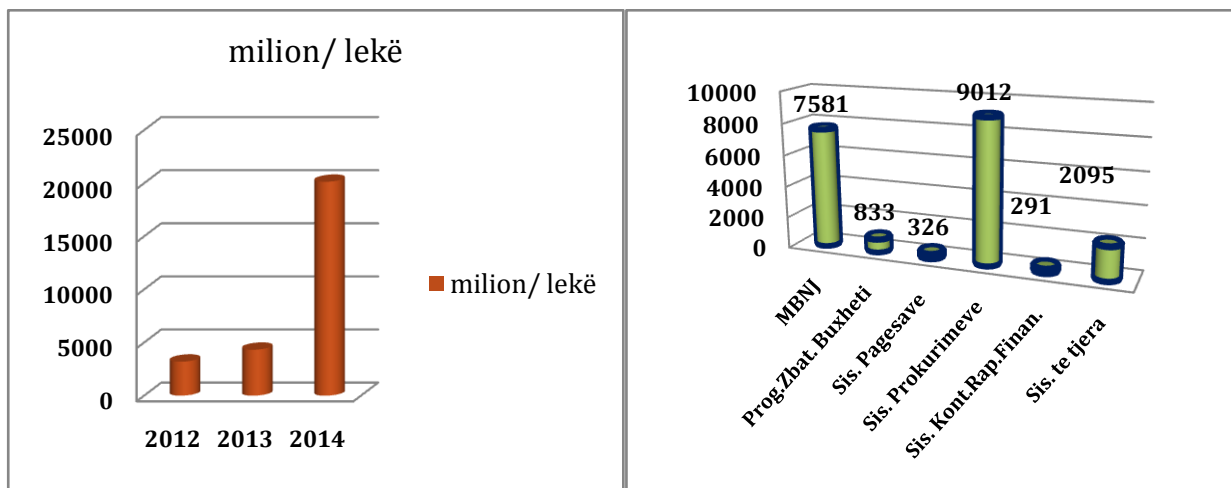 milion/ lekë
25000
20000
15000
10000
5000
0
2012 2013 2014
milion/ lekë
10000
8000
6000
4000
2000
0
7581
833
326
9012
291
2095
MBNJ
Prog.Zbat. Buxheti
Sis. Pagesave
Sis. Prokurimeve
Sis. Kont.Rap.Finan.
Sis. te tjera